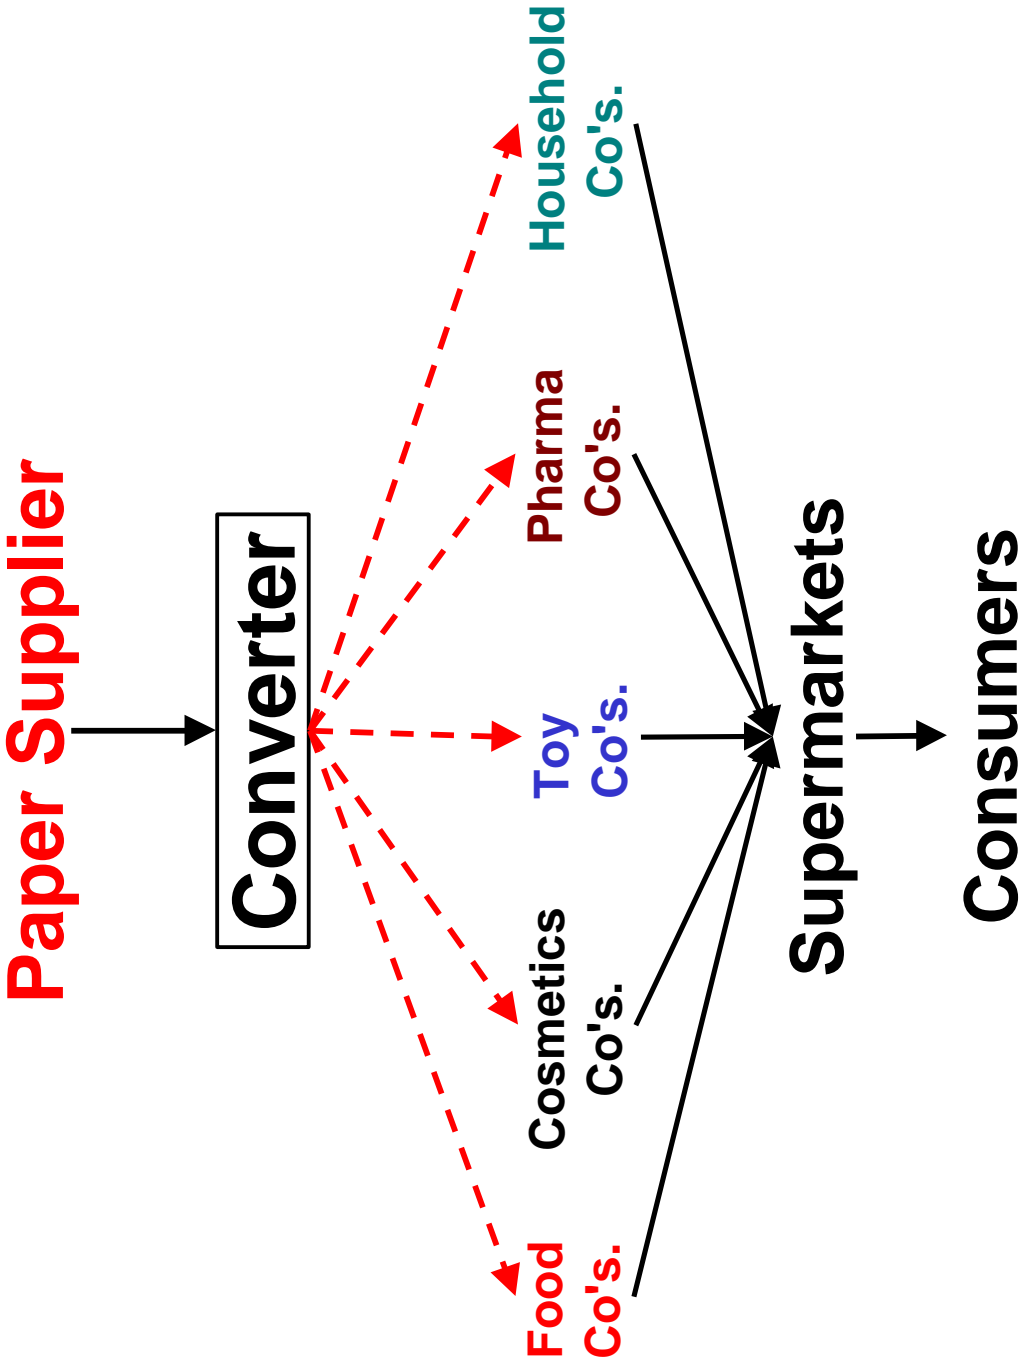 Paper Supplier
Converter
Food
Co's.
Cosmetics
Co's.
Toy
Co's.
Pharma
Co's.
Household
Co's.
Supermarkets
Consumers